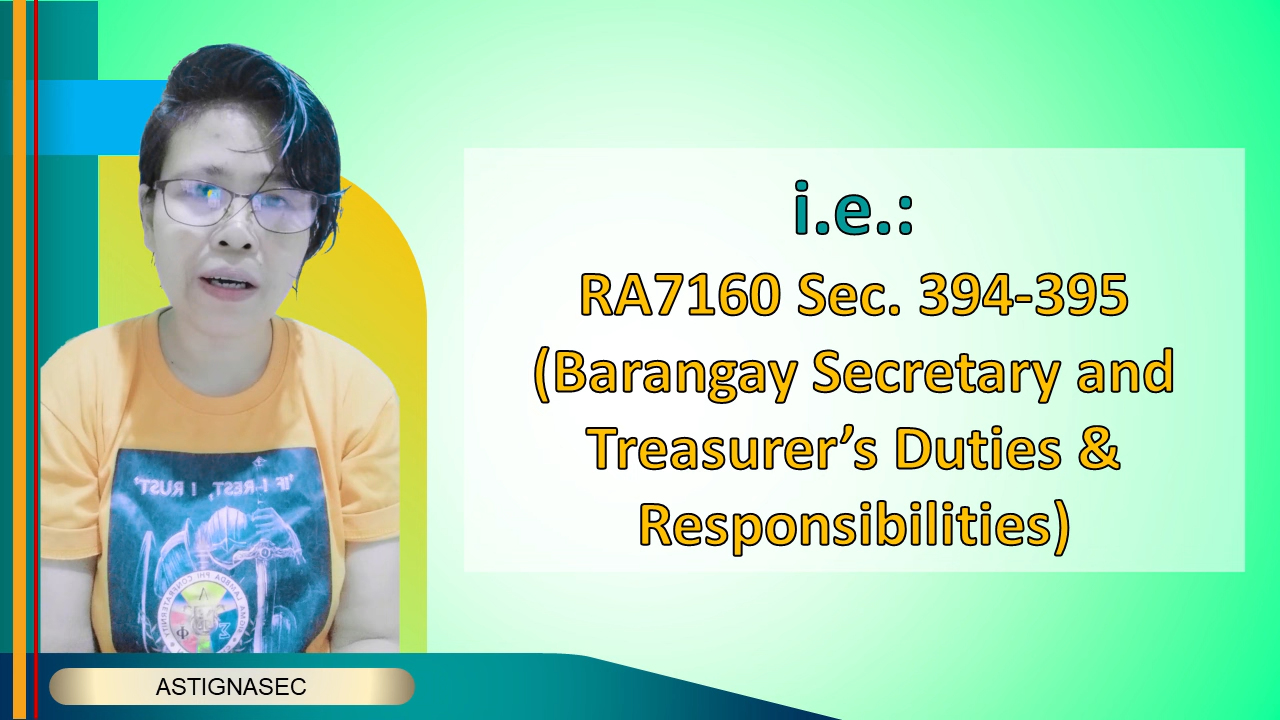 i.e.:
RA7160 Sec. 394-395
(Barangay Secretary and
Treasurer’s Duties &
Responsibilities)
"IF I REST, I RUST"
ASTIGNASEC